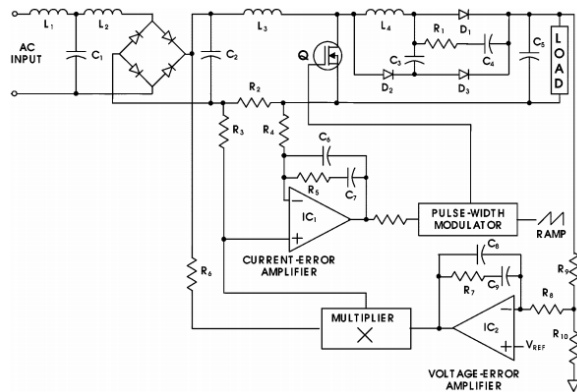 L1
L2
L3
L4
D1
AC
INPUT
C1
C2
Q
R1
C3
C4
C5
LOAD
D2
D3
R2
R3
R4
C6
R5
C7
IC1
CURRENT-ERROR
AMPLIFIER
PULSE-WIDTH
MODULATOR
RAMP
R6
C8
R7
C9
R8
R9
MULTIPLIER
X
IC2
VREF
R10
VOLTAGE-ERROR
AMPLIFIER